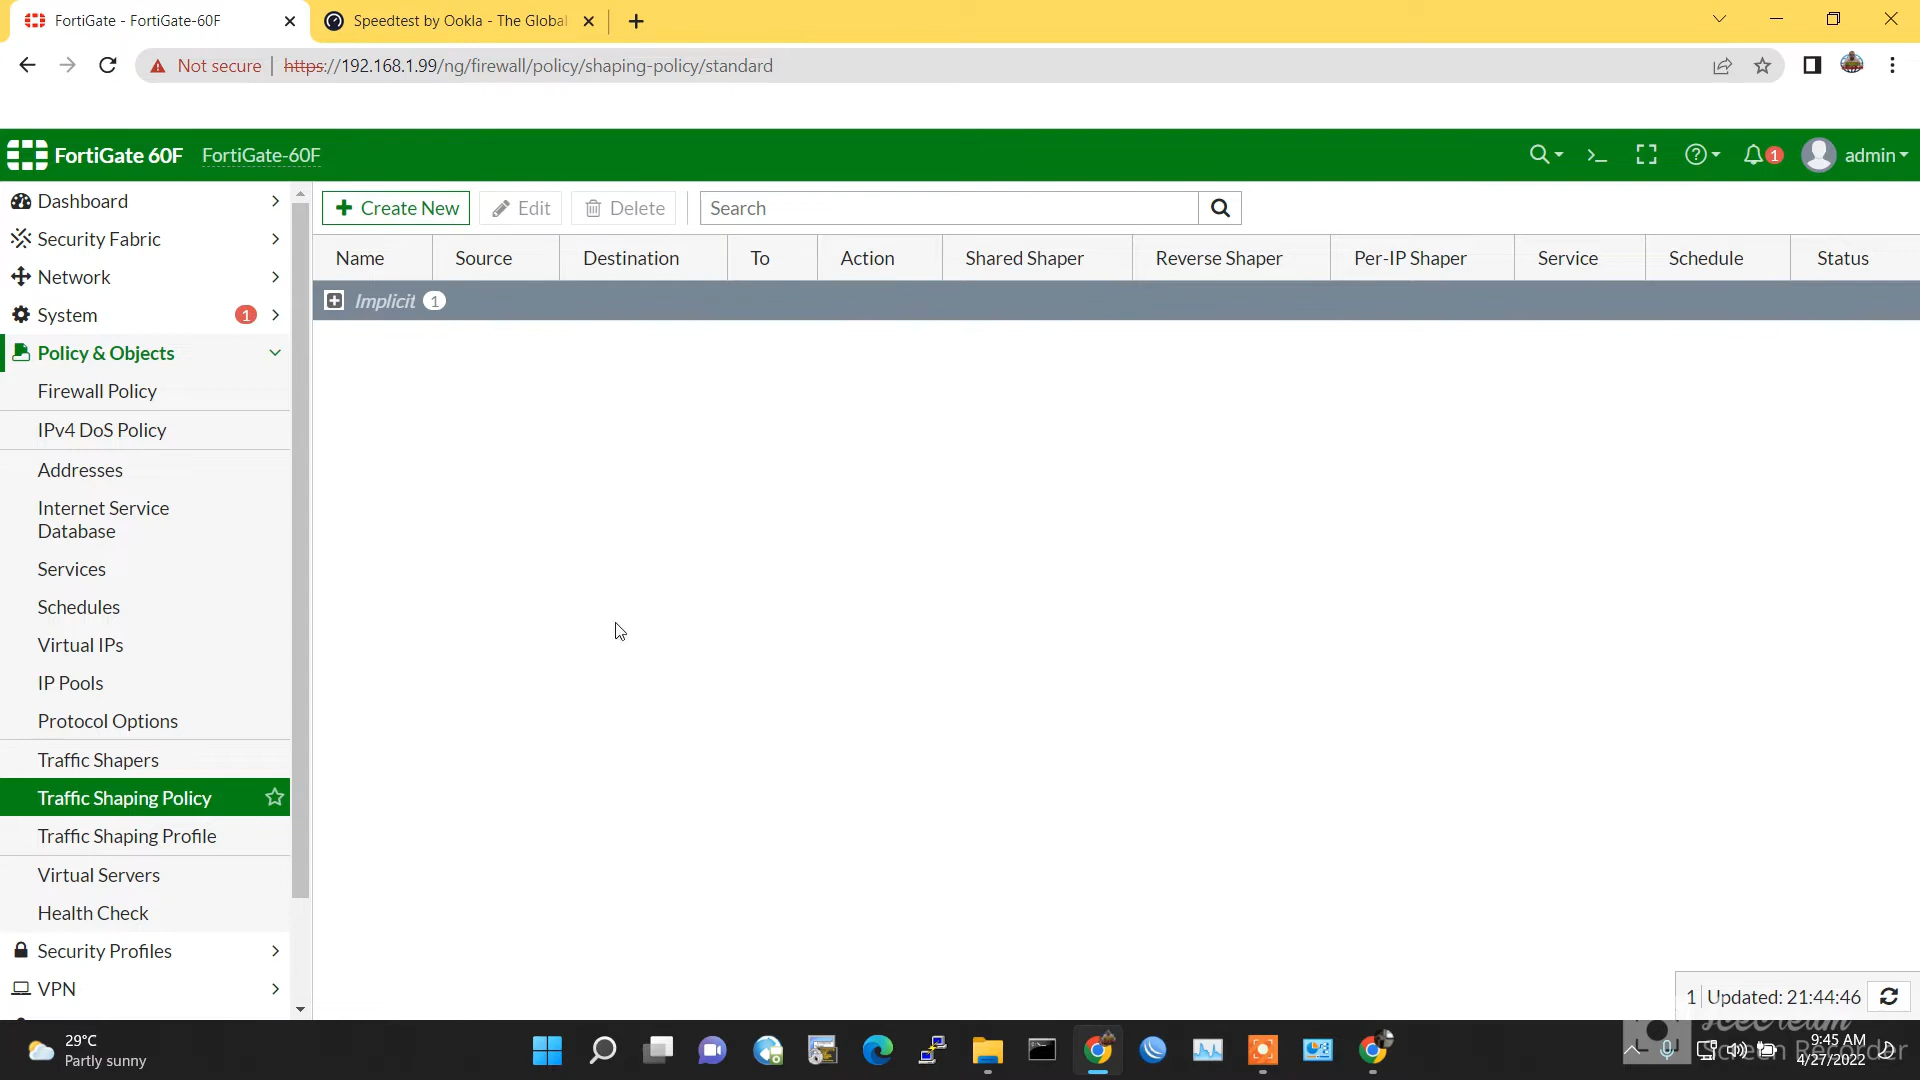 FortiGate - FortiGate-60F
Speedtest by Ookla - The Global
Not secure
https://192.168.1.99/ng/firewall/policy/shaping-policy/standard
FortiGate 60F
FortiGate-60F
1
admin
Dashboard
Security Fabric
Network
System
1
Policy & Objects
Firewall Policy
IPv4 DoS Policy
Addresses
Internet Service
Database
Services
Schedules
Virtual IPs
IP Pools
Protocol Options
Traffic Shapers
Traffic Shaping Policy
Traffic Shaping Profile
Virtual Servers
Health Check
Security Profiles
VPN
Create New
Edit
Delete
Search
Name Source Destination To Action Shared Shaper Reverse Shaper Per-IP Shaper Service Schedule Status
Implicit 1
1 Updated: 21:44:46
Icecream
Screen Recorder
29°C
Partly sunny
9:45 AM
4/27/2022